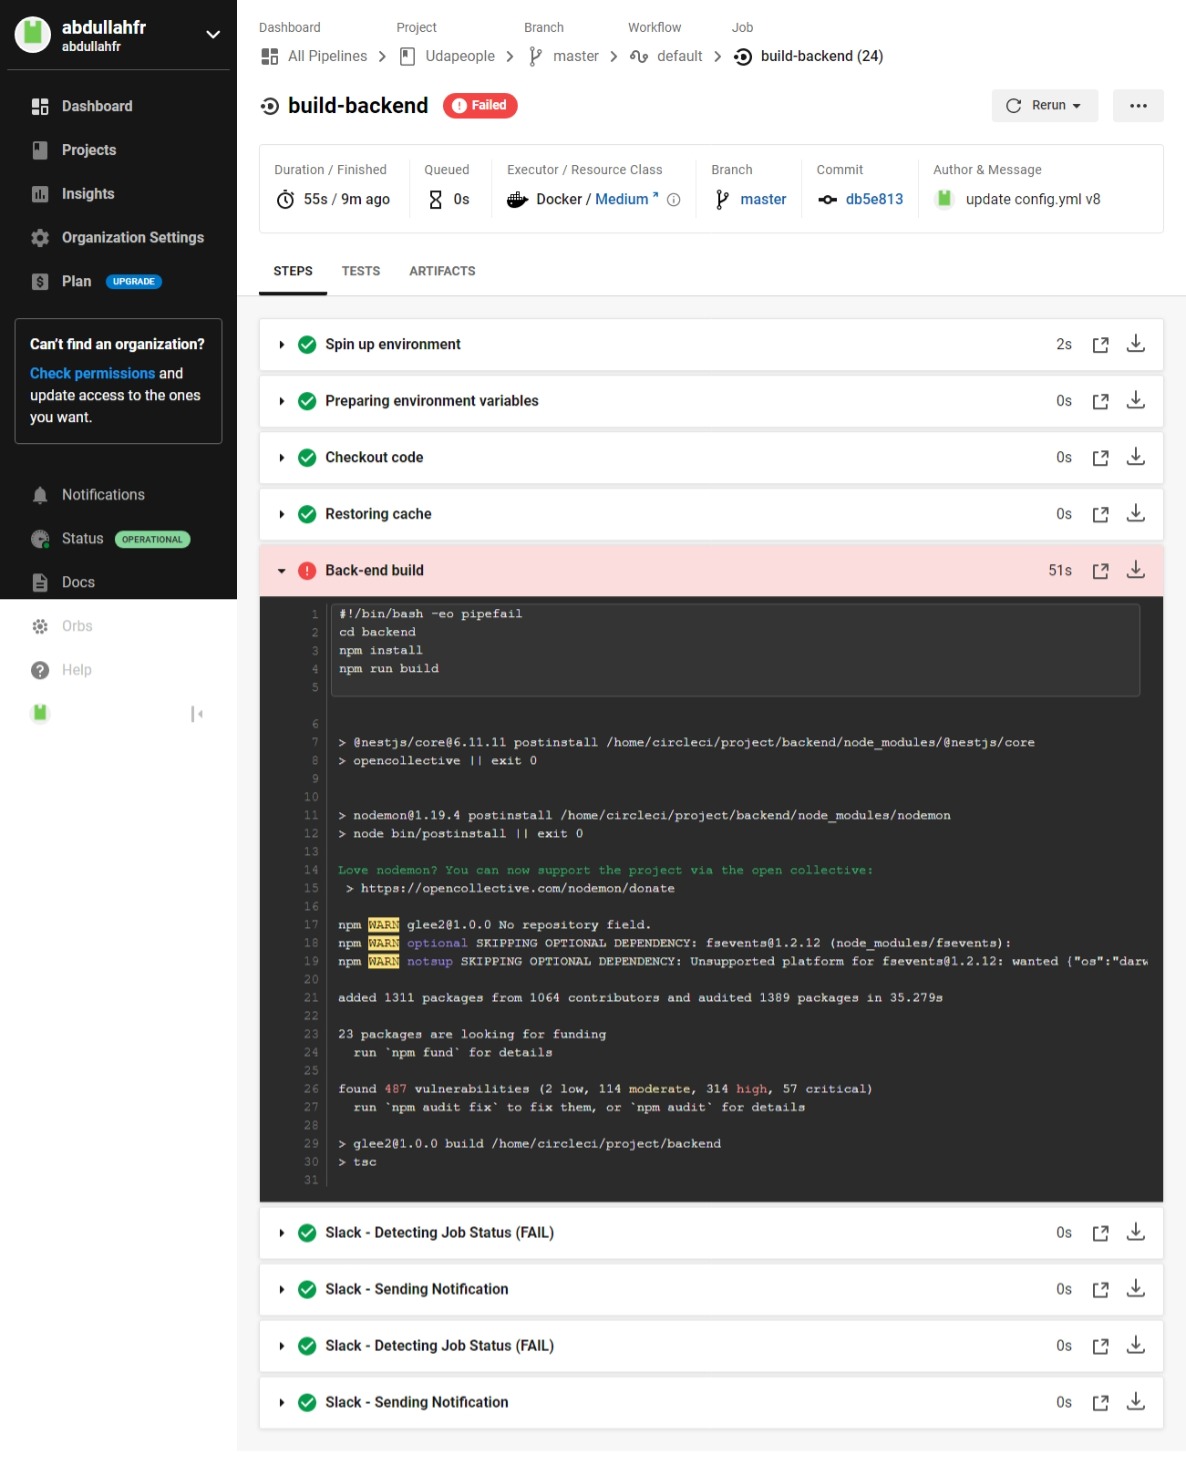 abdullahfr
abdullahfr
Dashboard
Projects
Insights
Organization Settings
Plan UPGRADE
Can't find an organization?
Check permissions and
update access to the ones
you want.
Notifications
Status OPERATIONAL
Docs
Orbs
Help
Dashboard Project Branch Workflow Job
All Pipelines Udapeople master default build-backend (24)
build-backend Failed
Rerun
Duration / Finished Queued Executor / Resource Class Branch Commit Author & Message
55s / 9m ago 0s Docker / Medium master db5e813 update config.yml v8
STEPS TESTS ARTIFACTS
Spin up environment 2s
Preparing environment variables 0s
Checkout code 0s
Restoring cache 0s
Back-end build 51s
1 #!/bin/bash -eo pipefail
2 cd backend
3 npm install
4 npm run build
5
6
7 > @nestjs/core@6.11.11 postinstall /home/circleci/project/backend/node_modules/@nestjs/core
8 > opencollective || exit 0
9
10
11 > nodemon@1.19.4 postinstall /home/circleci/project/backend/node_modules/nodemon
12 > node bin/postinstall || exit 0
13
14 Love nodemon? You can now support the project via the open collective:
15 > https://opencollective.com/nodemon/donate
16
17 npm WARN glee2@1.0.0 No repository field.
18 npm WARN optional SKIPPING OPTIONAL DEPENDENCY: fsevents@1.2.12 (node_modules/fsevents):
19 npm WARN notsup SKIPPING OPTIONAL DEPENDENCY: Unsupported platform for fsevents@1.2.12: wanted {"os":"darw
20
21 added 1311 packages from 1064 contributors and audited 1389 packages in 35.279s
22
23 23 packages are looking for funding
24 run `npm fund` for details
25
26 found 487 vulnerabilities (2 low, 114 moderate, 314 high, 57 critical)
27 run `npm audit fix` to fix them, or `npm audit` for details
28
29 > glee2@1.0.0 build /home/circleci/project/backend
30 > tsc
31
Slack - Detecting Job Status (FAIL) 0s
Slack - Sending Notification 0s
Slack - Detecting Job Status (FAIL) 0s
Slack - Sending Notification 0s